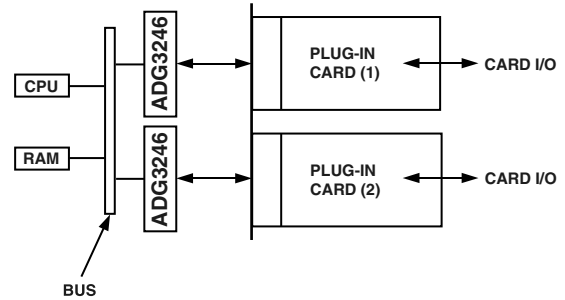 CPU
RAM
BUS
ADG3246
ADG3246
PLUG-IN
CARD (1)
CARD I/O
PLUG-IN
CARD (2)
CARD I/O